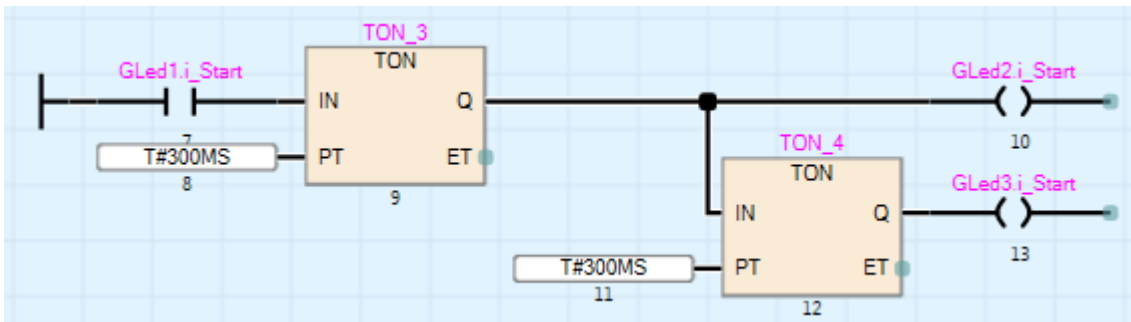 TON_3
TON
GLed1.i_Start
GLed2.i_Start
IN
Q
7
10
T#300MS
PT
ET
TON_4
8
TON
9
GLed3.i_Start
IN
Q
13
T#300MS
PT
ET
11
12